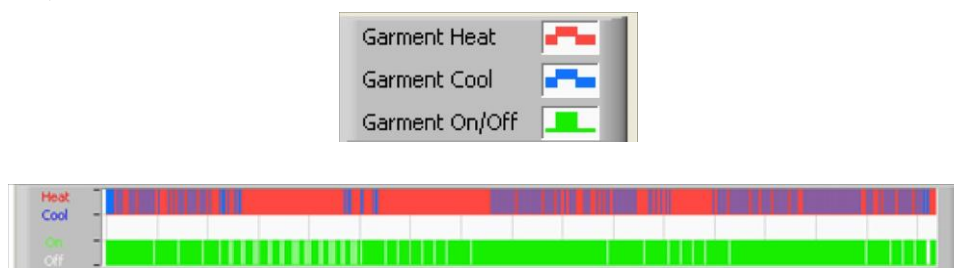 Garment Heat
Garment Cool
Garment On/Off
Heat
Cool
On
Off